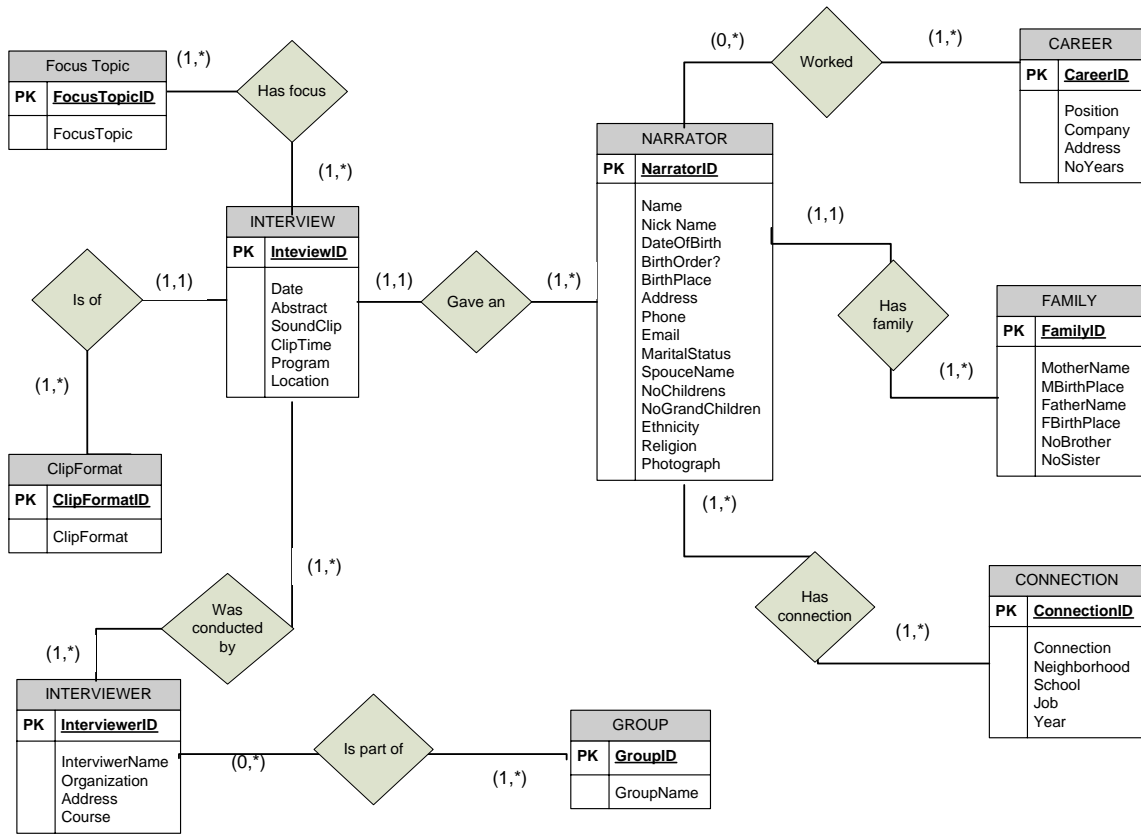 (1,*)
Has focus
(1,*)
Focus Topic
PK FocusTopicID
FocusTopic
(0,*)
Worked
(1,*)
CAREER
PK CareerID
Position
Company
Address
NoYears
INTERVIEW
PK InteviewID
Date
Abstract
SoundClip
ClipTime
Program
Location
(1,1)
Gave an
(1,*)
NARRATOR
PK NarratorID
Name
Nick Name
DateOfBirth
BirthOrder?
BirthPlace
Address
Phone
Email
MaritalStatus
SpouceName
NoChildrens
NoGrandChildren
Ethnicity
Religion
Photograph
(1,1)
Has
family
(1,*)
FAMILY
PK FamilyID
MotherName
MBirthPlace
FatherName
FBirthPlace
NoBrother
NoSister
Is of
(1,1)
(1,*)
ClipFormat
PK ClipFormatID
ClipFormat
(1,*)
Was
conducted
by
(1,*)
(1,*)
Has
connection
(1,*)
CONNECTION
PK ConnectionID
Connection
Neighborhood
School
Job
Year
INTERVIEWER
PK InterviewerID
InterviwerName
Organization
Address
Course
(0,*)
Is part of
(1,*)
GROUP
PK GroupID
GroupName